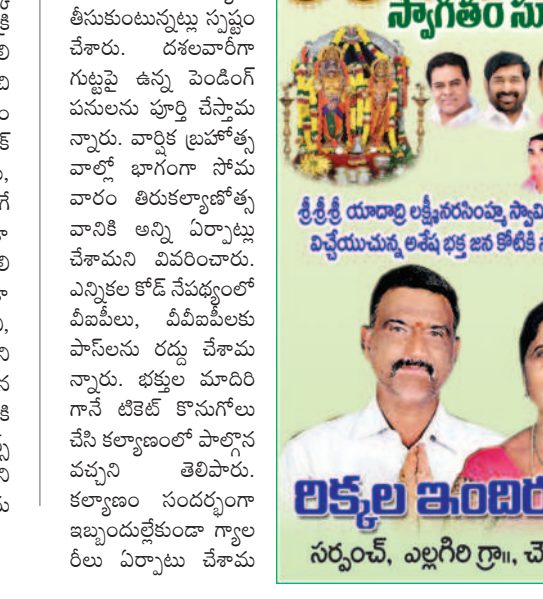 తీసుకుంటున్నట్లు స్పష్టం
చేశారు. దశలవారీగా
గుట్టపై ఉన్న పెండింగ్
పనులను పూర్తి చేస్తామ
న్నారు. వార్షిక బ్రహోత్స
వాల్లో భాగంగా సోమ
వారం తిరుకల్యాణోత్స
వానికి అన్ని ఏర్పాట్లు
చేశామని వివరించారు.
ఎన్నికల కోడ్ నేపథ్యంలో
వీఐపీలు, వీవీఐపీలకు
పాస్‌లను రద్దు చేశామ
న్నారు. భక్తుల మాదిరి
గానే టికెట్ కొనుగోలు
చేసి కల్యాణంలో పాల్గొన
వచ్చని తెలిపారు.
కల్యాణం సందర్భంగా
ఇబ్బందుల్లేకుండా గ్యాల
రీలు ఏర్పాటు చేశామ
స్వాగతం సు
శ్రీశ్రీశ్రీ యాదాద్రి లక్ష్మీనరసింహ్మ స్వామి
విచ్చేయుచున్న అశేష భక్త జన కోటికి
రిక్కల ఇందిర
సర్పంచ్, ఎల్లగిరి గ్రా॥, చౌ